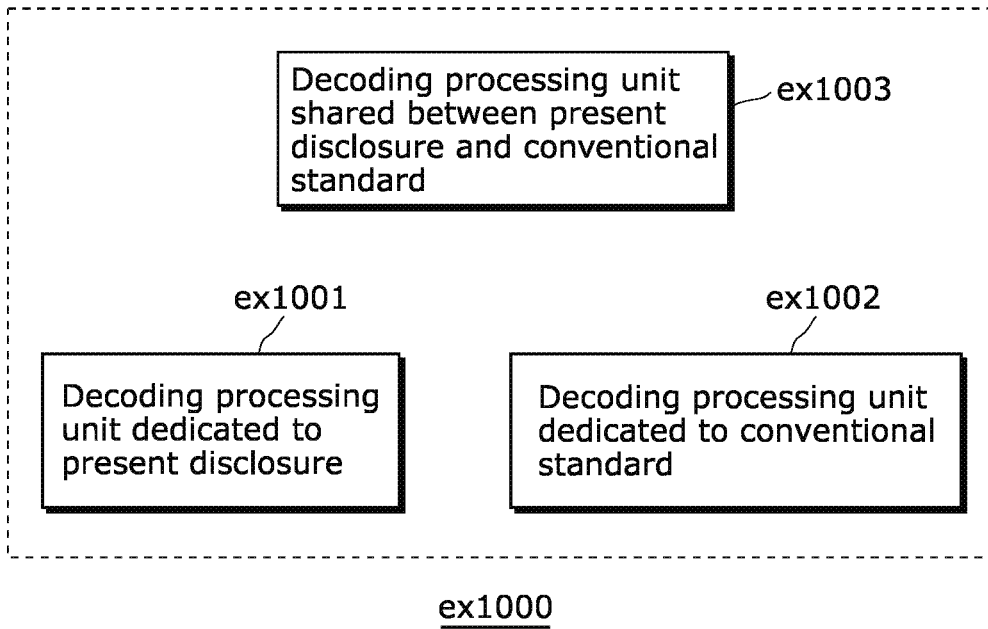 Decoding processing unit
shared between present
disclosure and conventional
standard
ex1003
ex1001
ex1002
Decoding processing
unit dedicated to
present disclosure
Decoding processing unit
dedicated to conventional
standard
ex1000